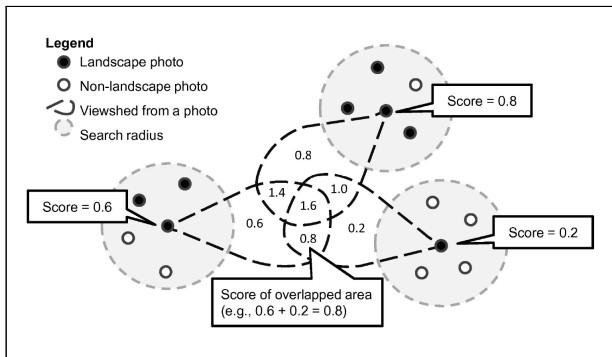 Legend
Landscape photo
Non-landscape photo
Viewshed from a photo
Search radius
Score = 0.8
0.8
1.4
1.0
1.6
Score = 0.6
0.6
0.2
0.8
Score = 0.2
Score of overlapped area
(e.g., 0.6 + 0.2 = 0.8)